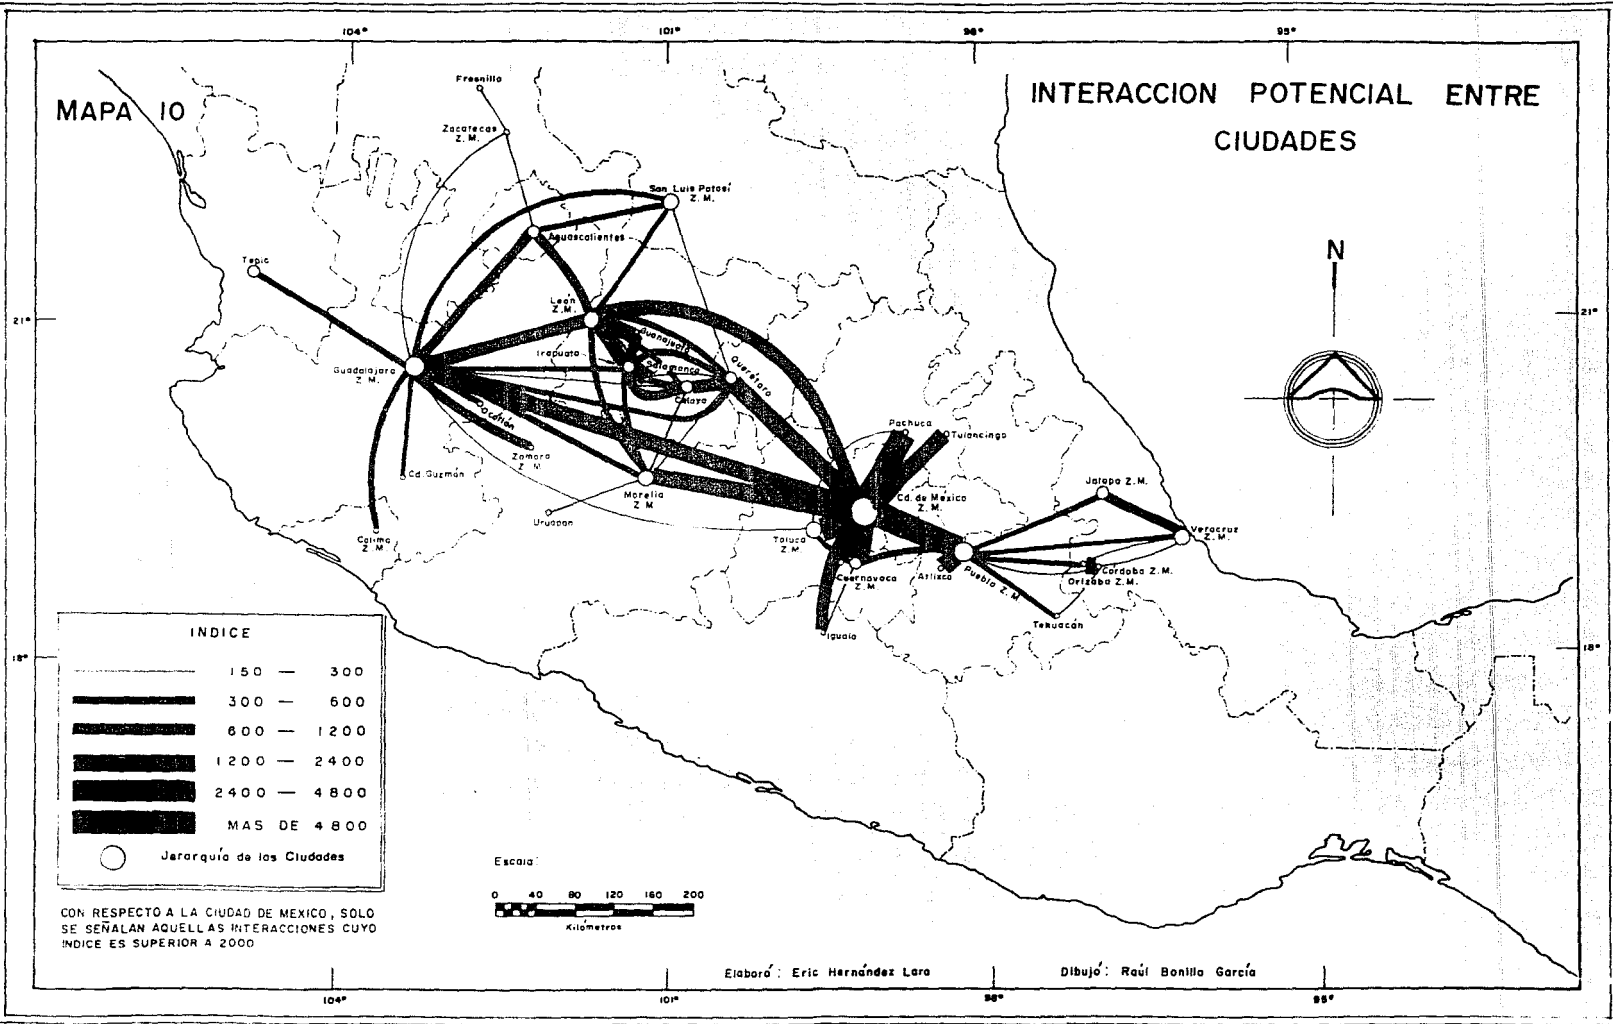 104°
101°
98°
95°
MAPA 10
INTERACCION POTENCIAL ENTRE
CIUDADES
Fresnillo
Zacatecas
Z.M.
San Luis Potosí
Z.M.
Aguascalientes
Tepic
N
León
Z.M.
21°
21°
Guanajuato
Irapuato
Salamanca
Querétaro
Guadalajara
Z.M.
Celaya
Ocotlán
Pachuca
Tulancingo
Zamora
Z.M.
Cd. Guzmán
Morelia
Z.M.
Cd. de México
Z.M.
Jalapa Z.M.
Uruapan
Veracruz
Z.M.
Colima
Z.M.
Toluca
Z.M.
Cuernavaca
Z.M.
Atlixco
Puebla Z.M.
Córdoba Z.M.
Orizaba Z.M.
Tehuacán
Iguala
18°
18°
INDICE
150 — 300
300 — 600
600 — 1200
1200 — 2400
2400 — 4800
MAS DE 4800
Jerarquía de las Ciudades
Escala:
0 40 80 120 160 200
Kilómetros
CON RESPECTO A LA CIUDAD DE MEXICO, SOLO
SE SEÑALAN AQUELLAS INTERACCIONES CUYO
INDICE ES SUPERIOR A 2000
Elaboró: Eric Hernández Lara
Dibujó: Raúl Bonilla García
104°
101°
98°
95°